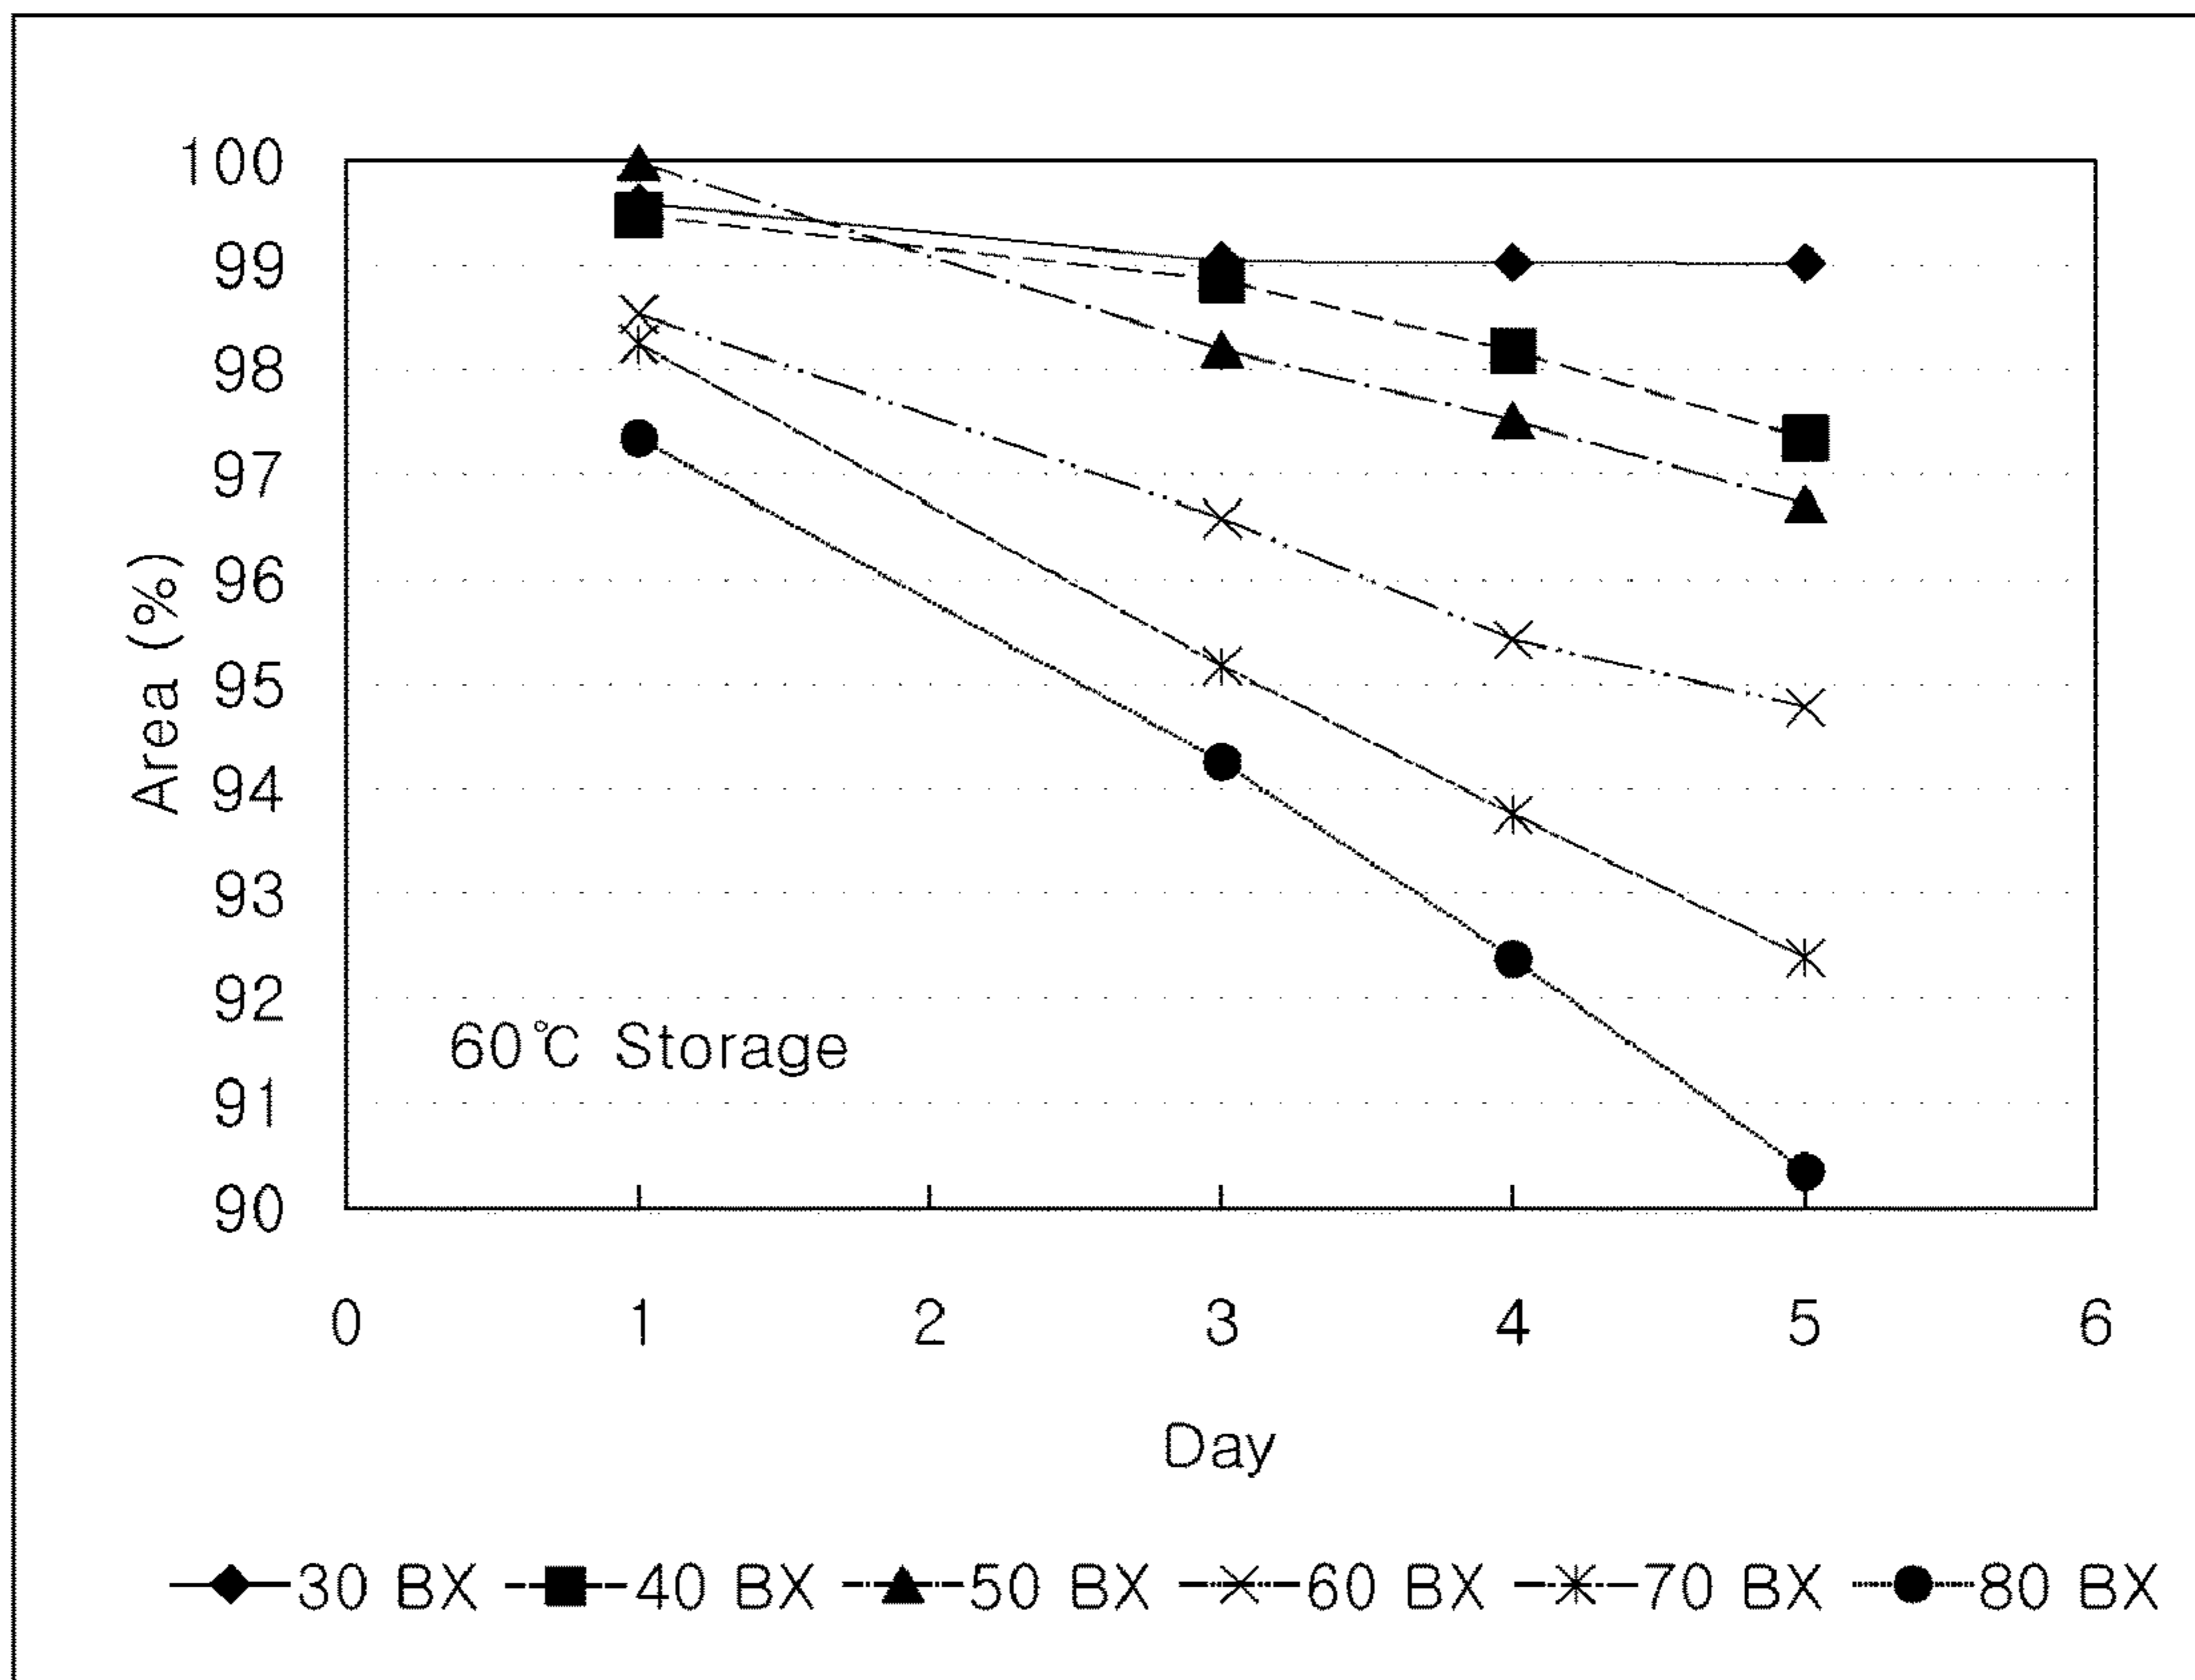 100
99
98
97
96
95
94
93
92
91
90
Area (%)
60℃ Storage
0 1 2 3 4 5 6
Day
30 BX 40 BX 50 BX 60 BX 70 BX 80 BX